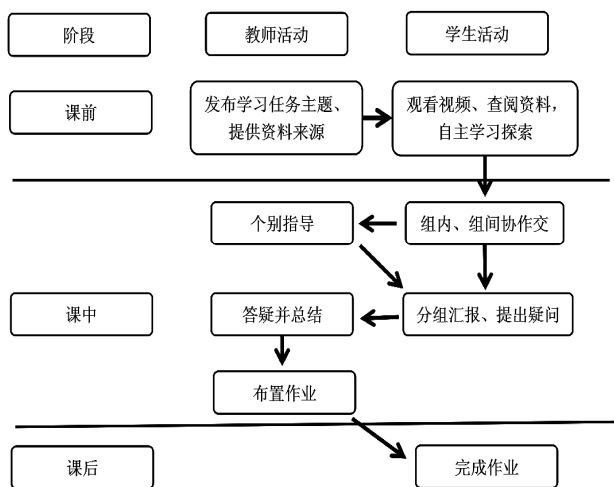 阶段
教师活动
学生活动
课前
发布学习任务主题、
提供资料来源
观看视频、查阅资料,
自主学习探索
个别指导
组内、组间协作交
课中
答疑并总结
分组汇报、提出疑问
布置作业
课后
完成作业